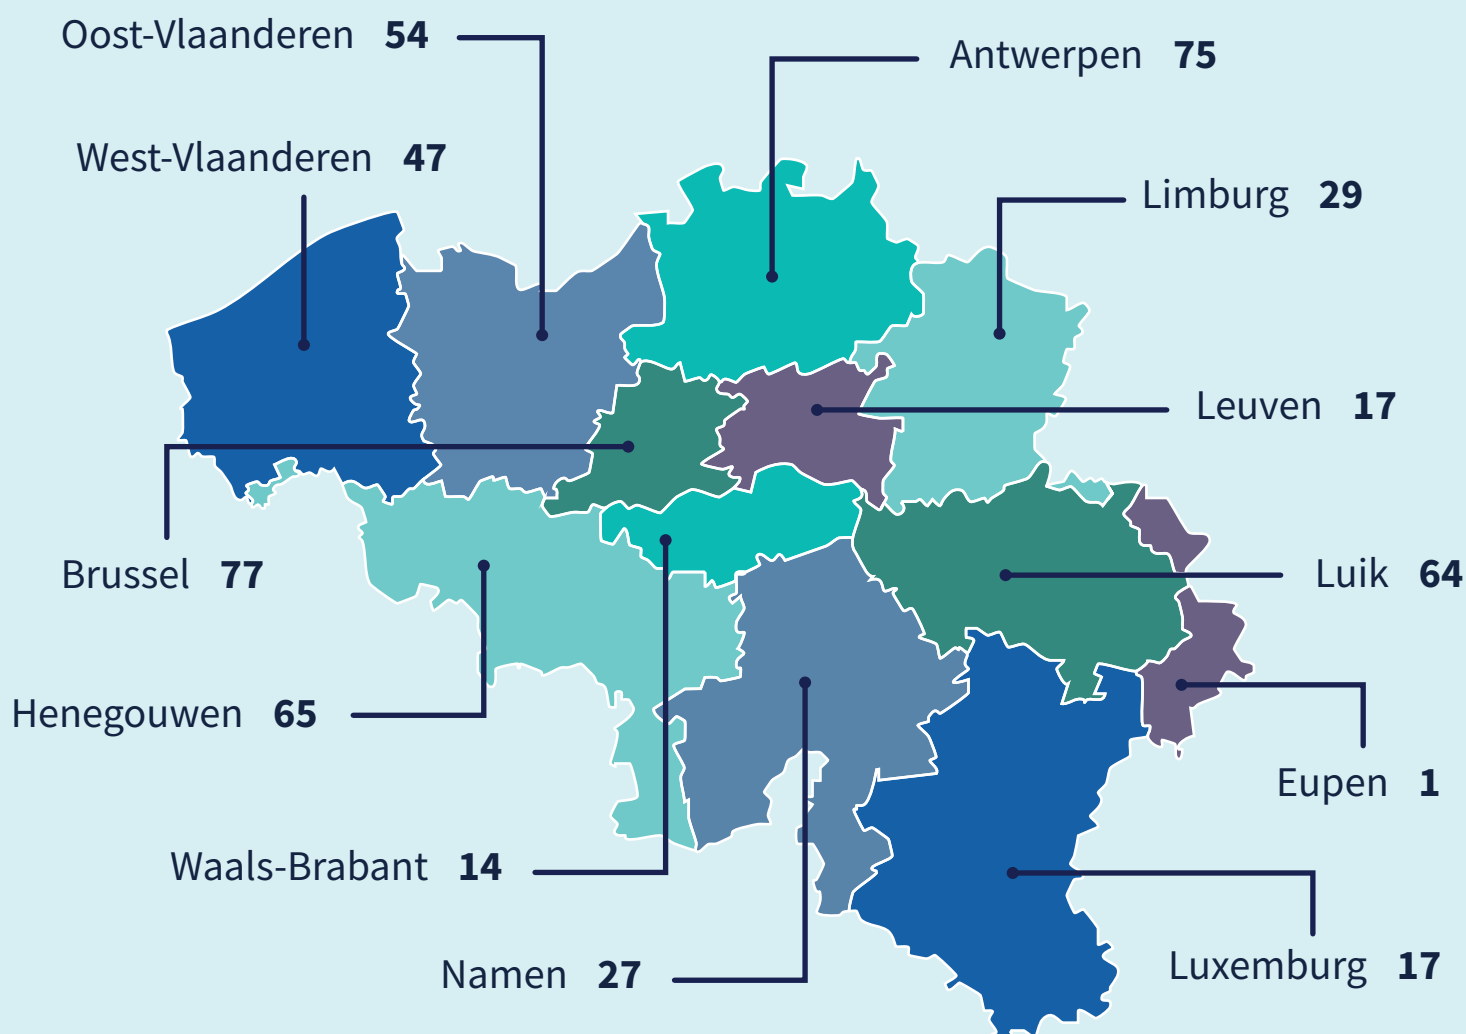 Oost-Vlaanderen 54
Antwerpen 75
West-Vlaanderen 47
Limburg 29
Leuven 17
Brussel 77
Luik 64
Henegouwen 65
Eupen 1
Waals-Brabant 14
Luxemburg 17
Namen 27